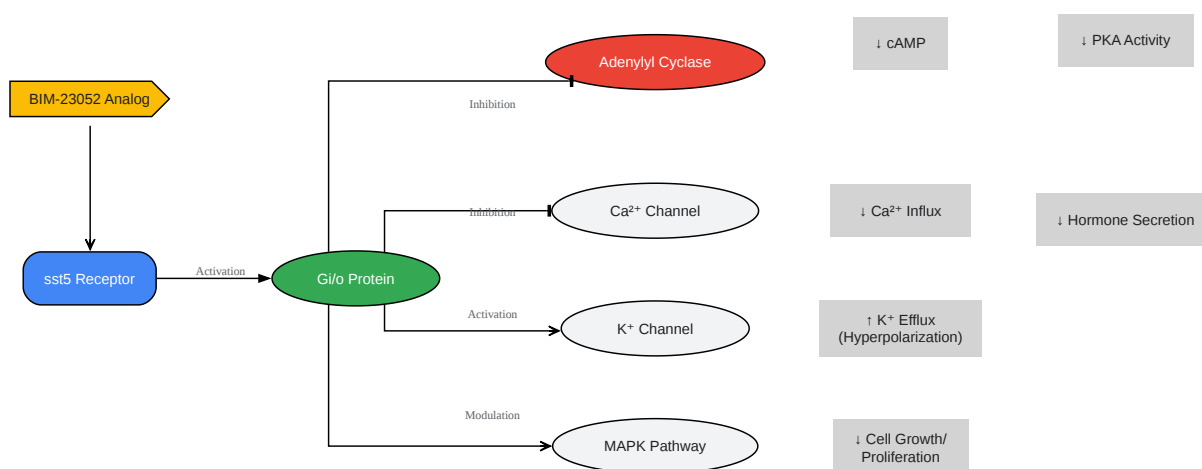 BIM-23052 Analog
sst5 Receptor
Activation
Gi/o Protein
Inhibition
Adenylyl Cyclase
↓ cAMP
↓ PKA Activity
Inhibition
Ca²⁺ Channel
↓ Ca²⁺ Influx
↓ Hormone Secretion
Activation
K⁺ Channel
↑ K⁺ Efflux
(Hyperpolarization)
Modulation
MAPK Pathway
↓ Cell Growth/
Proliferation